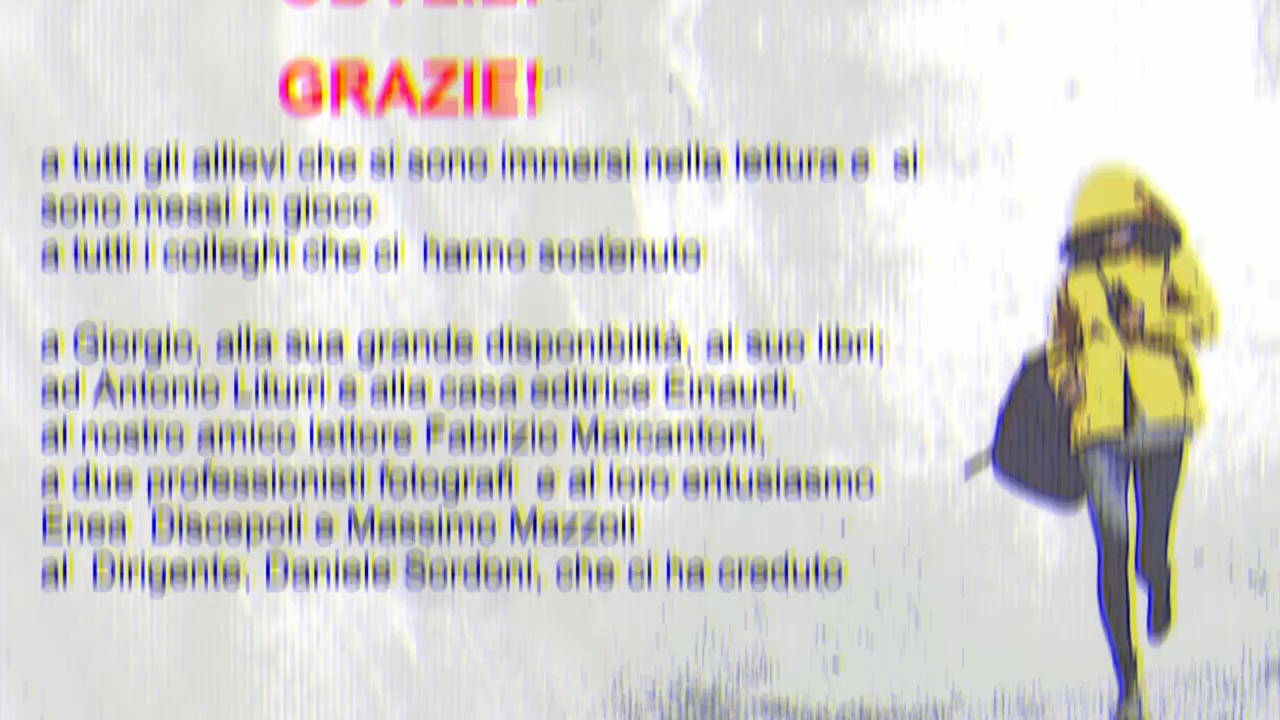 GRAZIE!
a tutti gli allievi che si sono immersi nella lettura e si
sono messi in gioco
a tutti i colleghi che ci hanno sostenuto
a Giorgio, alla sua grande disponibilità, ai suoi libri;
ad Antonio Liturri e alla casa editrice Einaudi,
al nostro amico lettore Fabrizio Marcantoni,
a due professionisti fotografi e al loro entusiasmo
Enea Discepoli e Massimo Mazzoli
al Dirigente, Daniele Sordoni, che ci ha creduto